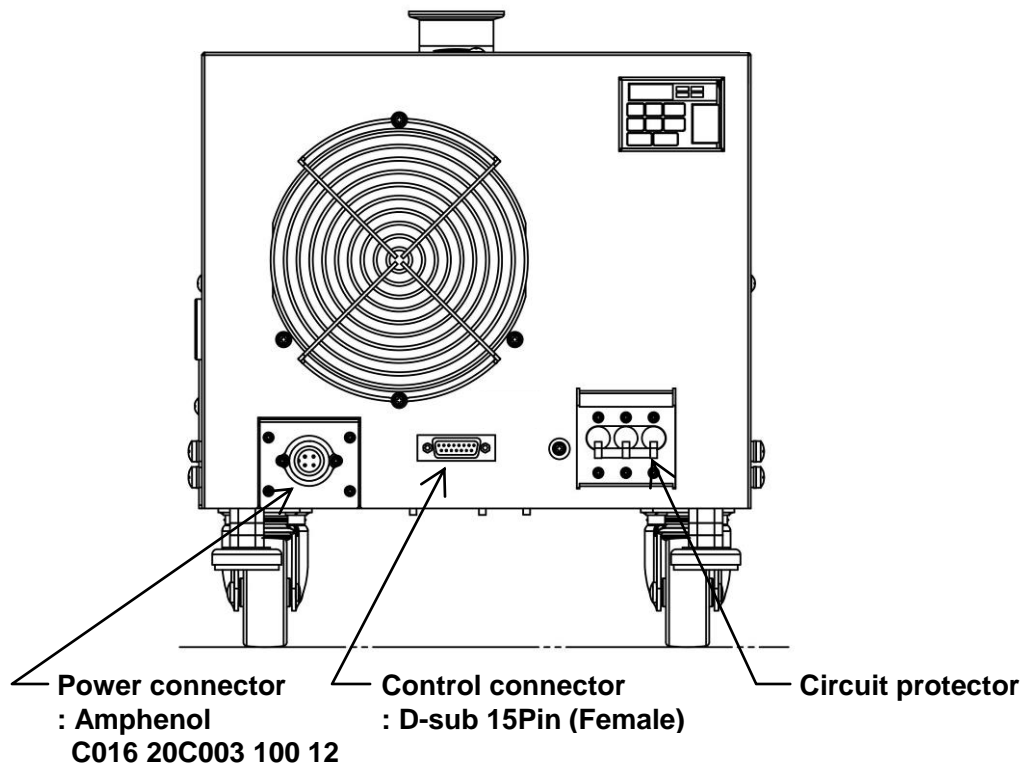 Power connector
: Amphenol
C016 20C003 100 12
Control connector
: D-sub 15Pin (Female)
Circuit protector